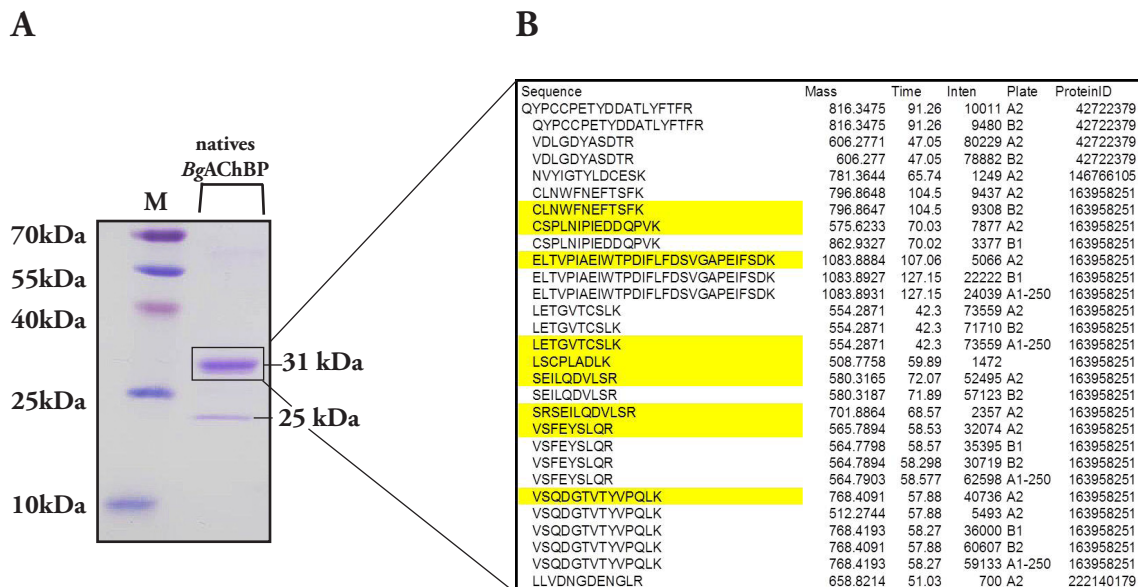 A
B
natives
BgAChBP
M
70kDa
55kDa
40kDa
31 kDa
25kDa
25 kDa
10kDa
Sequence Mass Time Inten Plate ProteinID
QYPCCPETYDDATLYFTFR 816.3475 91.26 10011 A2 42722379
QYPCCPETYDDATLYFTFR 816.3475 91.26 9480 B2 42722379
VDLGDYASDTR 606.2771 47.05 80229 A2 42722379
VDLGDYASDTR 606.277 47.05 78882 B2 42722379
NVYIGTYLDCESK 781.3644 65.74 1249 A2 146766105
CLNWFNEFTSFK 796.8648 104.5 9437 A2 163958251
CLNWFNEFTSFK 796.8647 104.5 9308 B2 163958251
CSPLNIPIEDDQPVK 575.6233 70.03 7877 A2 163958251
CSPLNIPIEDDQPVK 862.9327 70.02 3377 B1 163958251
ELTVPIAEIWTPDIFLFDSVGAPEIFSDK 1083.8884 107.06 5066 A2 163958251
ELTVPIAEIWTPDIFLFDSVGAPEIFSDK 1083.8927 127.15 22222 B1 163958251
ELTVPIAEIWTPDIFLFDSVGAPEIFSDK 1083.8931 127.15 24039 A1-250 163958251
LETGVTCSLK 554.2871 42.3 73559 A2 163958251
LETGVTCSLK 554.2871 42.3 71710 B2 163958251
LETGVTCSLK 554.2871 42.3 73559 A1-250 163958251
LSCPLADLK 508.7758 59.89 1472 163958251
SEILQDVLSR 580.3165 72.07 52495 A2 163958251
SEILQDVLSR 580.3187 71.89 57123 B2 163958251
SRSEILQDVLSR 701.8864 68.57 2357 A2 163958251
VSFEYSLQR 565.7894 58.53 32074 A2 163958251
VSFEYSLQR 564.7798 58.57 35395 B1 163958251
VSFEYSLQR 564.7894 58.298 30719 B2 163958251
VSFEYSLQR 564.7903 58.577 62598 A1-250 163958251
VSQDGTVTYVPQLK 768.4091 57.88 40736 A2 163958251
VSQDGTVTYVPQLK 512.2744 57.88 5493 A2 163958251
VSQDGTVTYVPQLK 768.4193 58.27 36000 B1 163958251
VSQDGTVTYVPQLK 768.4091 57.88 60607 B2 163958251
VSQDGTVTYVPQLK 768.4193 58.27 59133 A1-250 163958251
LLVDNGDENGLR 658.8214 51.03 700 A2 222140179